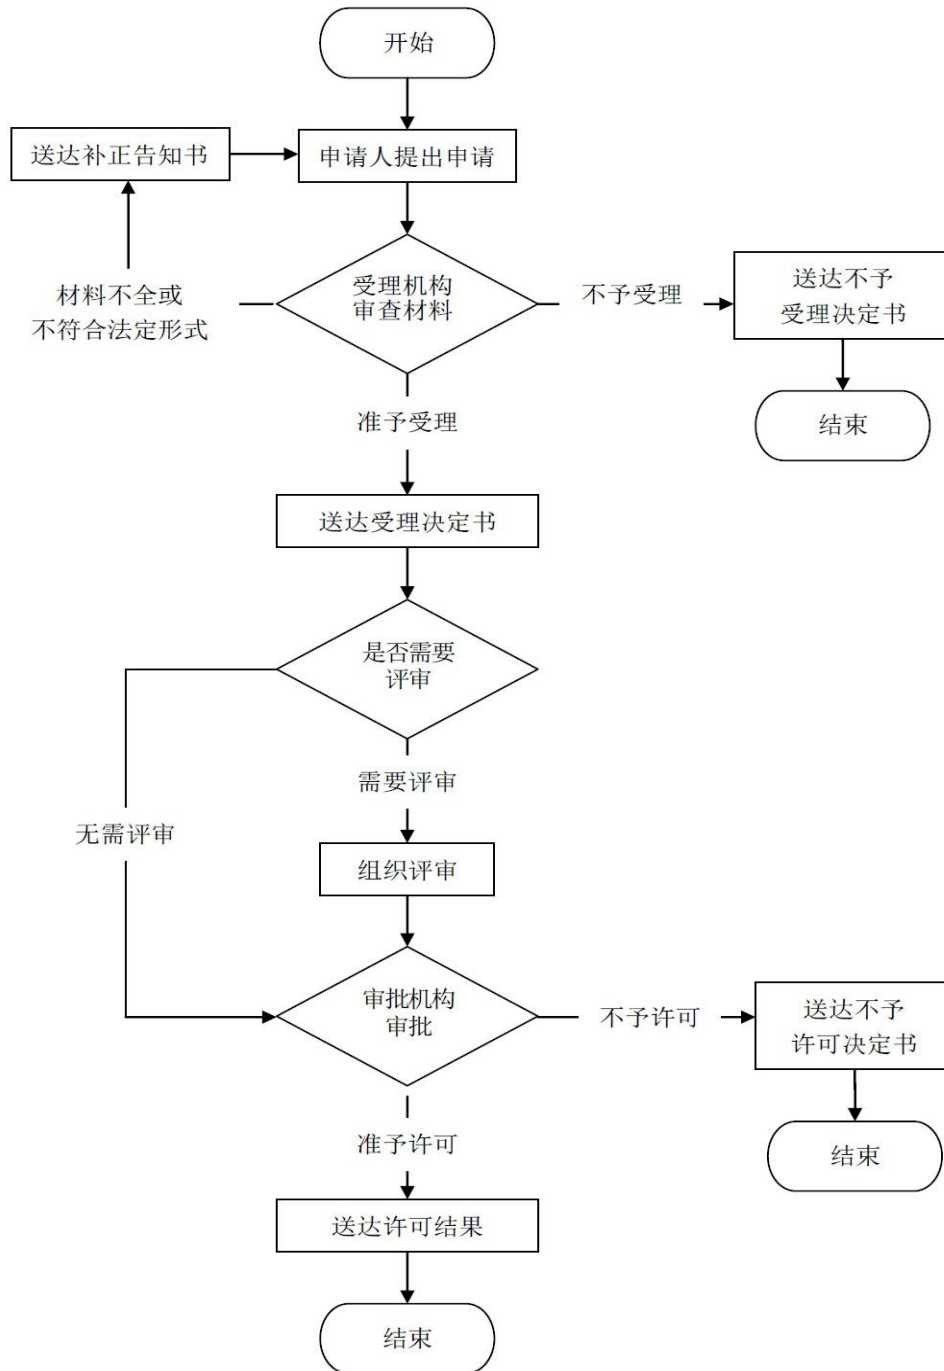 开始
送达补正告知书
申请人提出申请
材料不全或
不符合法定形式
受理机构
审查材料
不予受理
送达不予
受理决定书
结束
准予受理
送达受理决定书
是否需要
评审
需要评审
无需评审
组织评审
审批机构
审批
不予许可
送达不予
许可决定书
结束
准予许可
送达许可结果
结束